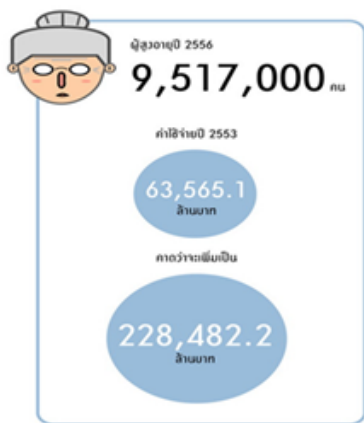 ผู้สูงอายุปี 2556
9,517,000 คน
ค่าใช้จ่ายปี 2553
63,565.1
ล้านบาท
คาดว่าจะเพิ่มเป็น
228,482.2
ล้านบาท